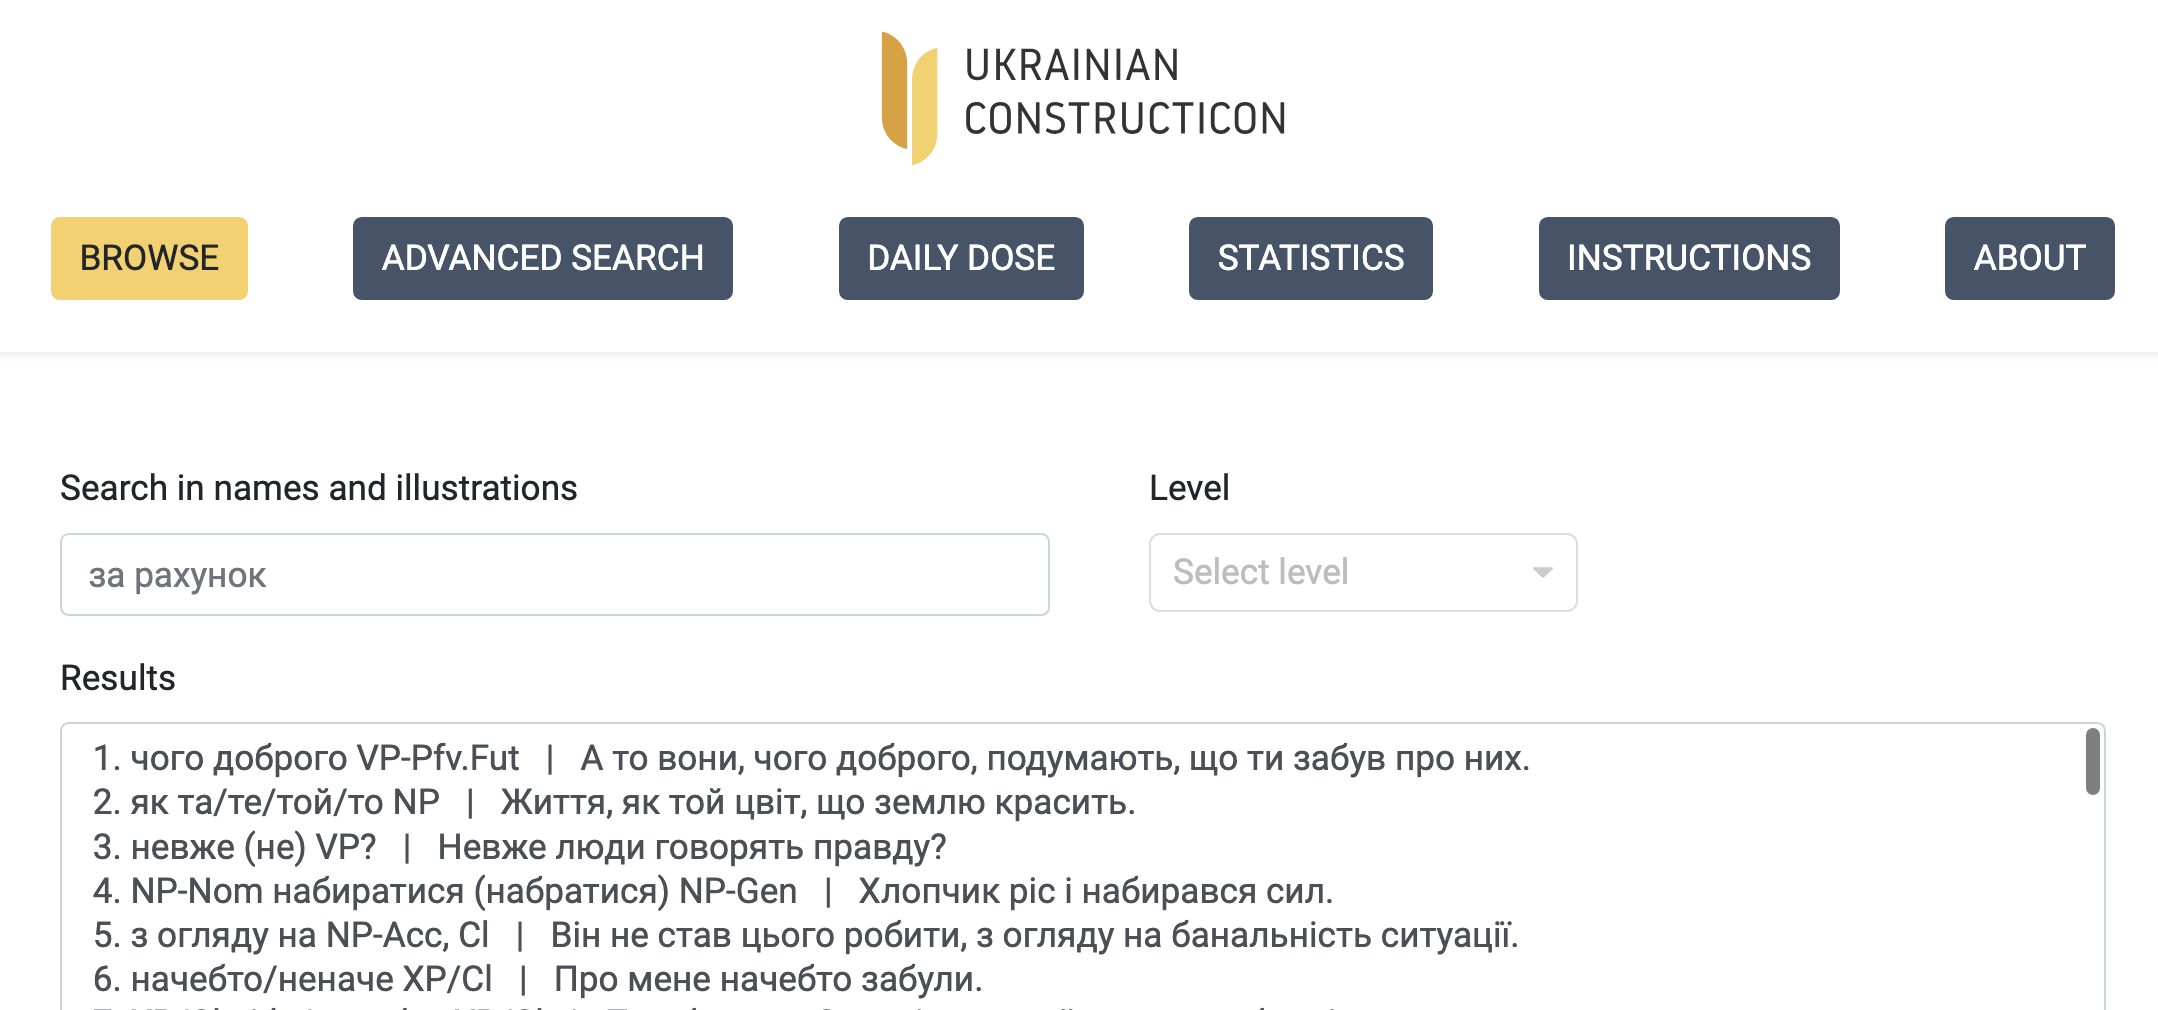 UKRAINIAN
CONSTRUCTICON
BROWSE ADVANCED SEARCH DAILY DOSE STATISTICS INSTRUCTIONS ABOUT
Search in names and illustrations Level
за рахунок Select level
Results
1. чого доброго VP-Pfv.Fut | А то вони, чого доброго, подумають, що ти забув про них.
2. як та/те/той/то NP | Життя, як той цвіт, що землю красить.
3. невже (не) VP? | Невже люди говорять правду?
4. NP-Nom набиратися (набратися) NP-Gen | Хлопчик ріс і набирався сил.
5. з огляду на NP-Acc, Cl | Він не став цього робити, з огляду на банальність ситуації.
6. начебто/неначе XP/Cl | Про мене начебто забули.